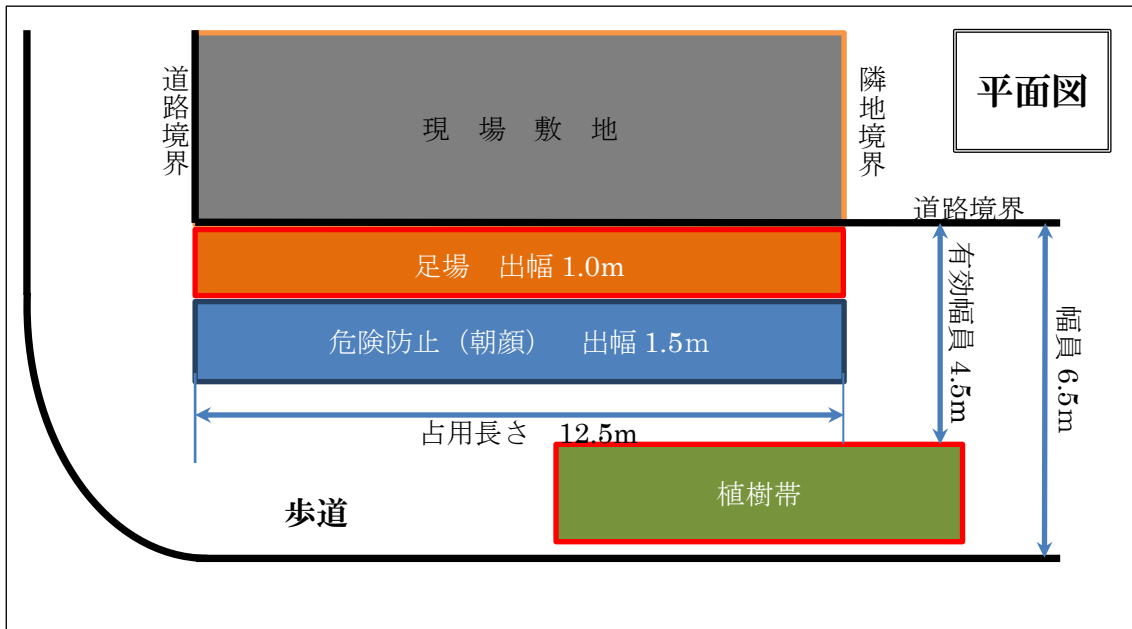 平面図
道路境界
現 場 敷 地
隣地境界
道路境界
足場 出幅 1.0m
危険防止（朝顔） 出幅 1.5m
有効幅員 4.5m
幅員 6.5m
占用長さ 12.5m
植樹帯
歩道